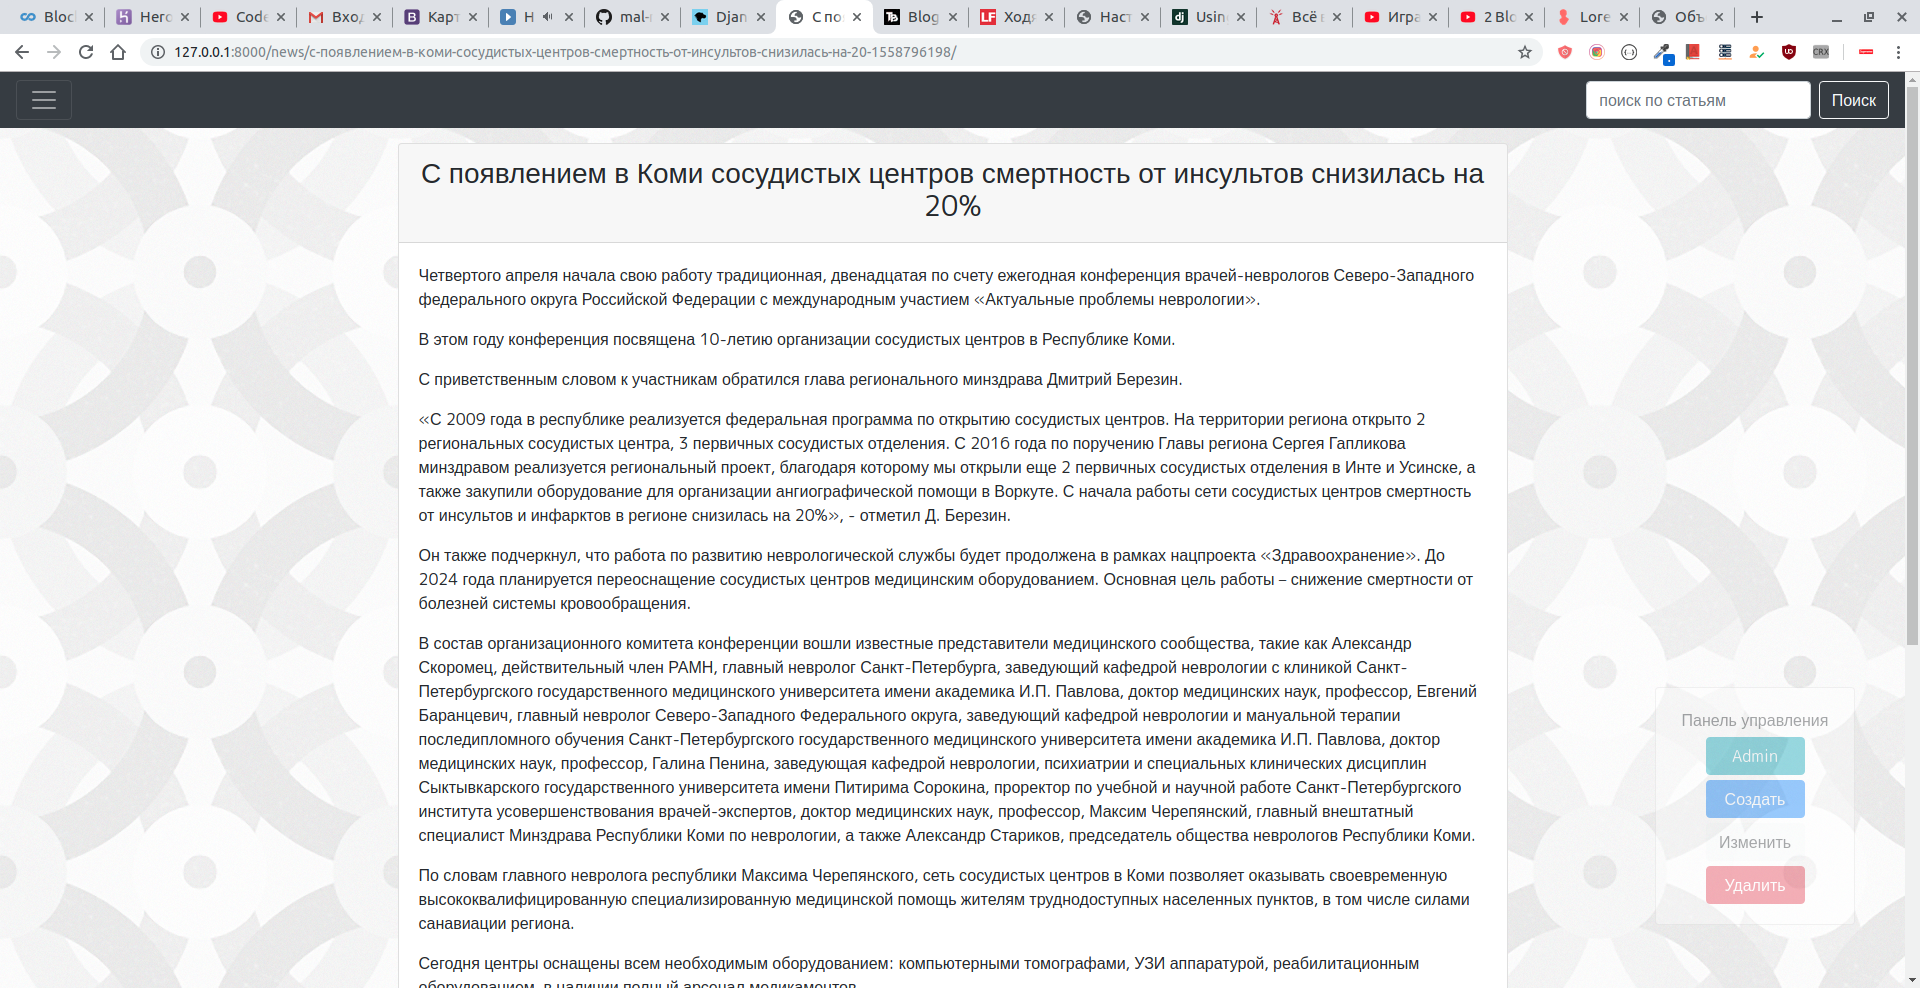 Bloc
Hero
Code
Вход
Карт
Н
mal-
Djan
С по
Blog
Ходя
Наст
Usin
Всё
Игра
2 Blo
Lore
Объ
127.0.0.1:8000/news/с-появлением-в-коми-сосудистых-центров-смертность-от-инсультов-снизилась-на-20-1558796198/
поиск по статьям
Поиск
С появлением в Коми сосудистых центров смертность от инсультов снизилась на
20%
Четвертого апреля начала свою работу традиционная, двенадцатая по счету ежегодная конференция врачей-неврологов Северо-Западного
федерального округа Российской Федерации с международным участием «Актуальные проблемы неврологии».
В этом году конференция посвящена 10-летию организации сосудистых центров в Республике Коми.
С приветственным словом к участникам обратился глава регионального минздрава Дмитрий Березин.
«С 2009 года в республике реализуется федеральная программа по открытию сосудистых центров. На территории региона открыто 2
региональных сосудистых центра, 3 первичных сосудистых отделения. С 2016 года по поручению Главы региона Сергея Гапликова
минздравом реализуется региональный проект, благодаря которому мы открыли еще 2 первичных сосудистых отделения в Инте и Усинске, а
также закупили оборудование для организации ангиографической помощи в Воркуте. С начала работы сети сосудистых центров смертность
от инсультов и инфарктов в регионе снизилась на 20%», - отметил Д. Березин.
Он также подчеркнул, что работа по развитию неврологической службы будет продолжена в рамках нацпроекта «Здравоохранение». До
2024 года планируется переоснащение сосудистых центров медицинским оборудованием. Основная цель работы – снижение смертности от
болезней системы кровообращения.
В состав организационного комитета конференции вошли известные представители медицинского сообщества, такие как Александр
Скоромец, действительный член РАМН, главный невролог Санкт-Петербурга, заведующий кафедрой неврологии с клиникой Санкт-
Петербургского государственного медицинского университета имени академика И.П. Павлова, доктор медицинских наук, профессор, Евгений
Баранцевич, главный невролог Северо-Западного Федерального округа, заведующий кафедрой неврологии и мануальной терапии
последипломного обучения Санкт-Петербургского государственного медицинского университета имени академика И.П. Павлова, доктор
медицинских наук, профессор, Галина Пенина, заведующая кафедрой неврологии, психиатрии и специальных клинических дисциплин
Сыктывкарского государственного университета имени Питирима Сорокина, проректор по учебной и научной работе Санкт-Петербургского
института усовершенствования врачей-экспертов, доктор медицинских наук, профессор, Максим Черепянский, главный внештатный
специалист Минздрава Республики Коми по неврологии, а также Александр Стариков, председатель общества неврологов Республики Коми.
По словам главного невролога республики Максима Черепянского, сеть сосудистых центров в Коми позволяет оказывать своевременную
высококвалифицированную специализированную медицинской помощь жителям труднодоступных населенных пунктов, в том числе силами
санавиации региона.
Сегодня центры оснащены всем необходимым оборудованием: компьютерными томографами, УЗИ аппаратурой, реабилитационным
оборудованием, в наличии полный арсенал медикаментов.
Панель управления
Admin
Создать
Изменить
Удалить